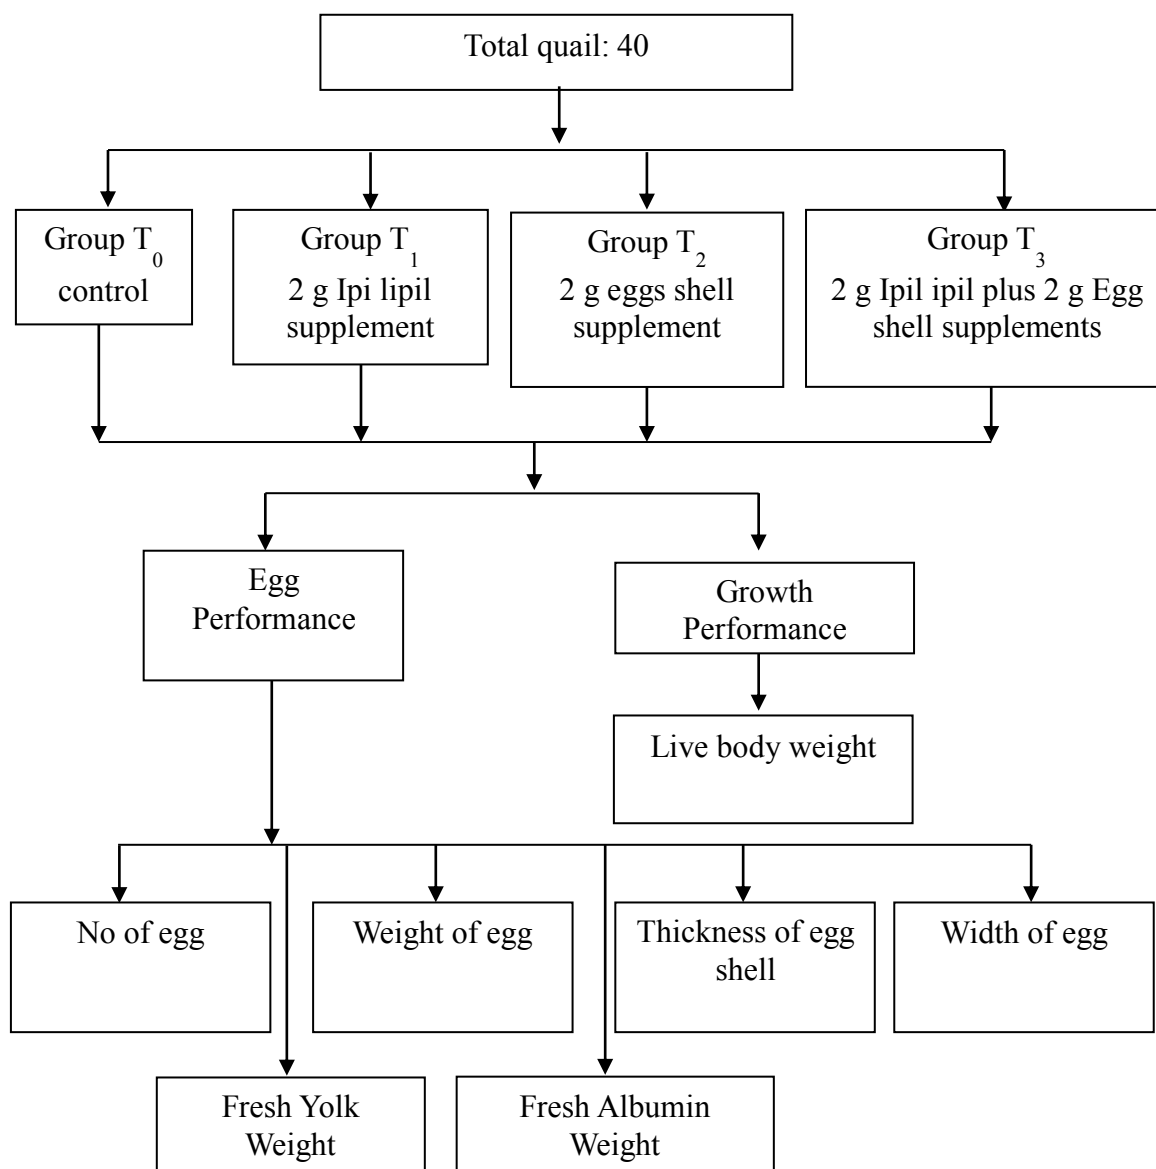 Total quail: 40
Group T0
control
Group T1
2 g Ipi lipil
supplement
Group T2
2 g eggs shell
supplement
Group T3
2 g Ipil ipil plus 2 g Egg
shell supplements
Egg
Performance
Growth
Performance
Live body weight
No of egg
Weight of egg
Thickness of egg
shell
Width of egg
Fresh Yolk
Weight
Fresh Albumin
Weight